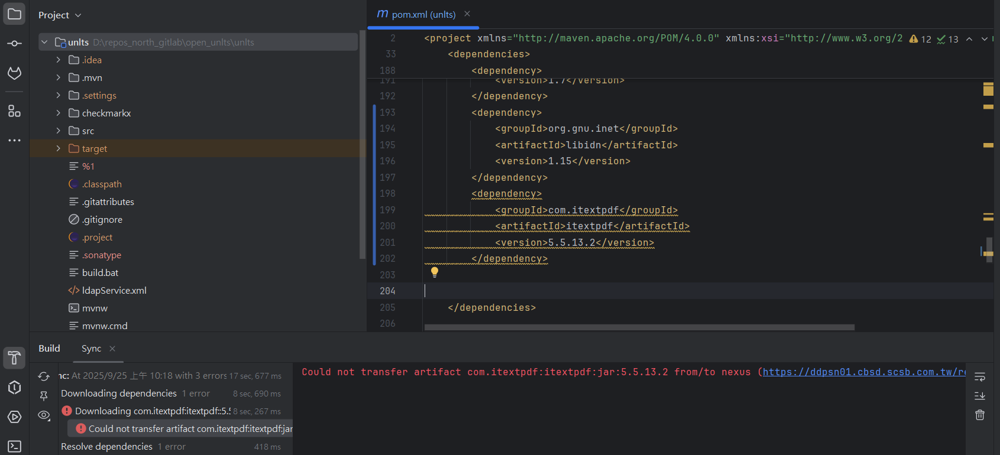 Project
pom.xml (unlts)
unlts D:\repos_north_gitlab\open_unlts\unlts
.idea
.mvn
.settings
checkmarkx
src
target
%1
.classpath
.gitattributes
.gitignore
.project
.sonatype
build.bat
ldapService.xml
mvnw
mvnw.cmd
2 <project xmlns="http://maven.apache.org/POM/4.0.0" xmlns:xsi="http://www.w3.org/2 12 13
33 <dependencies>
188 <dependency>
191 <version>1.7</version>
192 </dependency>
193 <dependency>
194 <groupId>org.gnu.inet</groupId>
195 <artifactId>libidn</artifactId>
196 <version>1.15</version>
197 </dependency>
198 <dependency>
199 <groupId>com.itextpdf</groupId>
200 <artifactId>itextpdf</artifactId>
201 <version>5.5.13.2</version>
202 </dependency>
203
204
205 </dependencies>
206
Build Sync
nc: At 2025/9/25 上午 10:18 with 3 errors 17 sec, 677 ms
Downloading dependencies 1 error 8 sec, 690 ms
Downloading com.itextpdf:itextpdf::5.5 8 sec, 267 ms
Could not transfer artifact com.itextpdf:itextpdf:jar
Resolve dependencies 1 error 418 ms
Could not transfer artifact com.itextpdf:itextpdf:jar:5.5.13.2 from/to nexus (https://ddpsn01.cbsd.scsb.com.tw/re